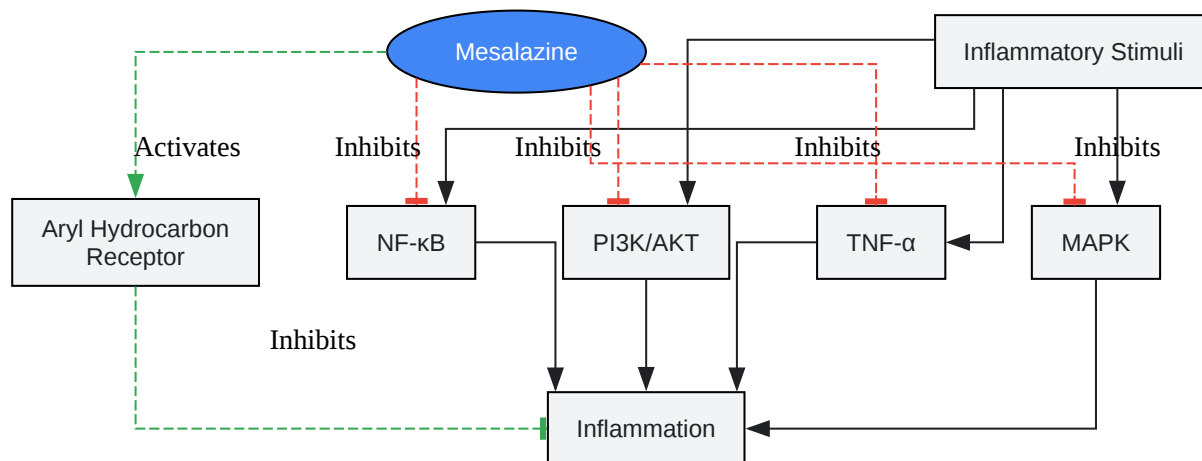 Mesalazine
Inflammatory Stimuli
Activates
Inhibits
Inhibits
Inhibits
Inhibits
Aryl Hydrocarbon
Receptor
NF-κB
PI3K/AKT
TNF-α
MAPK
Inhibits
Inflammation